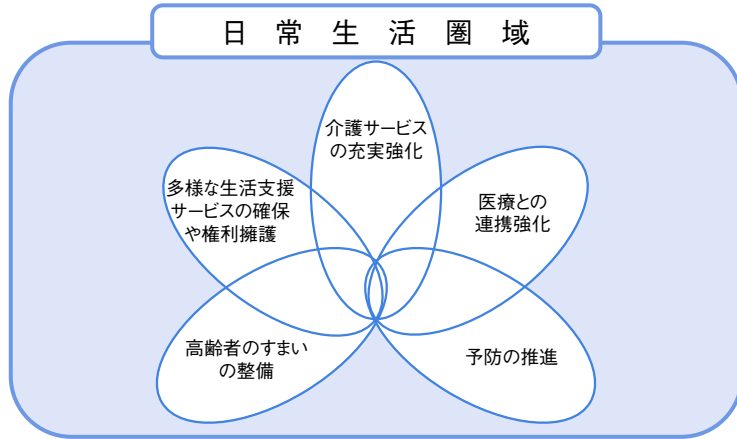 日常生活圏域
介護サービス
の充実強化
多様な生活支援
サービスの確保
や権利擁護
医療との
連携強化
高齢者のすまい
の整備
予防の推進